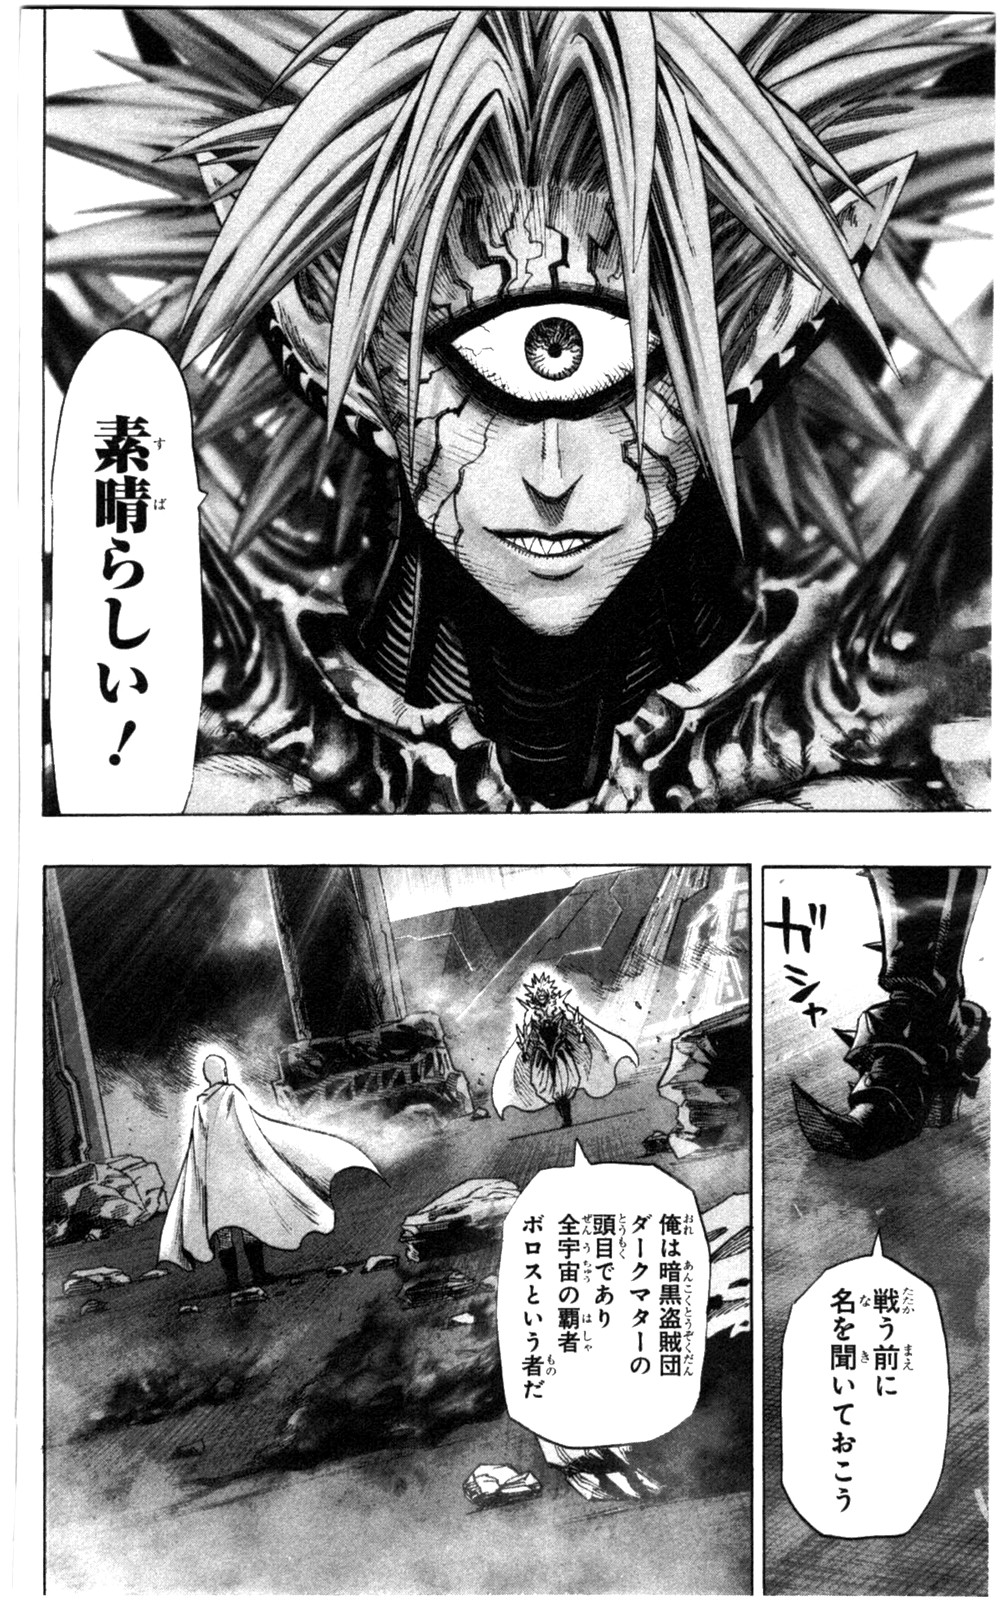 素晴らしい！
ガシャ
戦う前に
名を聞いておこう
俺は暗黒盗賊団
ダークマターの
頭目であり
全宇宙の覇者
ボロスという者だ